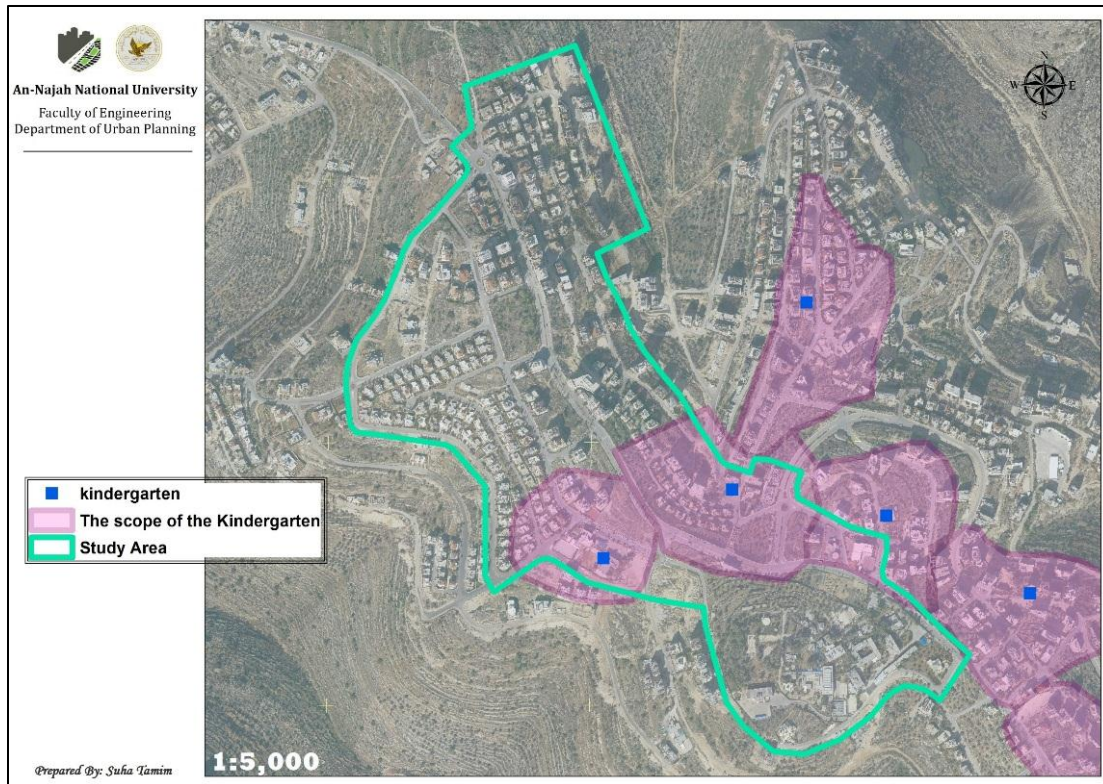 An-Najah National University
Faculty of Engineering
Department of Urban Planning
N
W E
S
kindergarten
The scope of the Kindergarten
Study Area
Prepared By: Suha Tamim
1:5,000